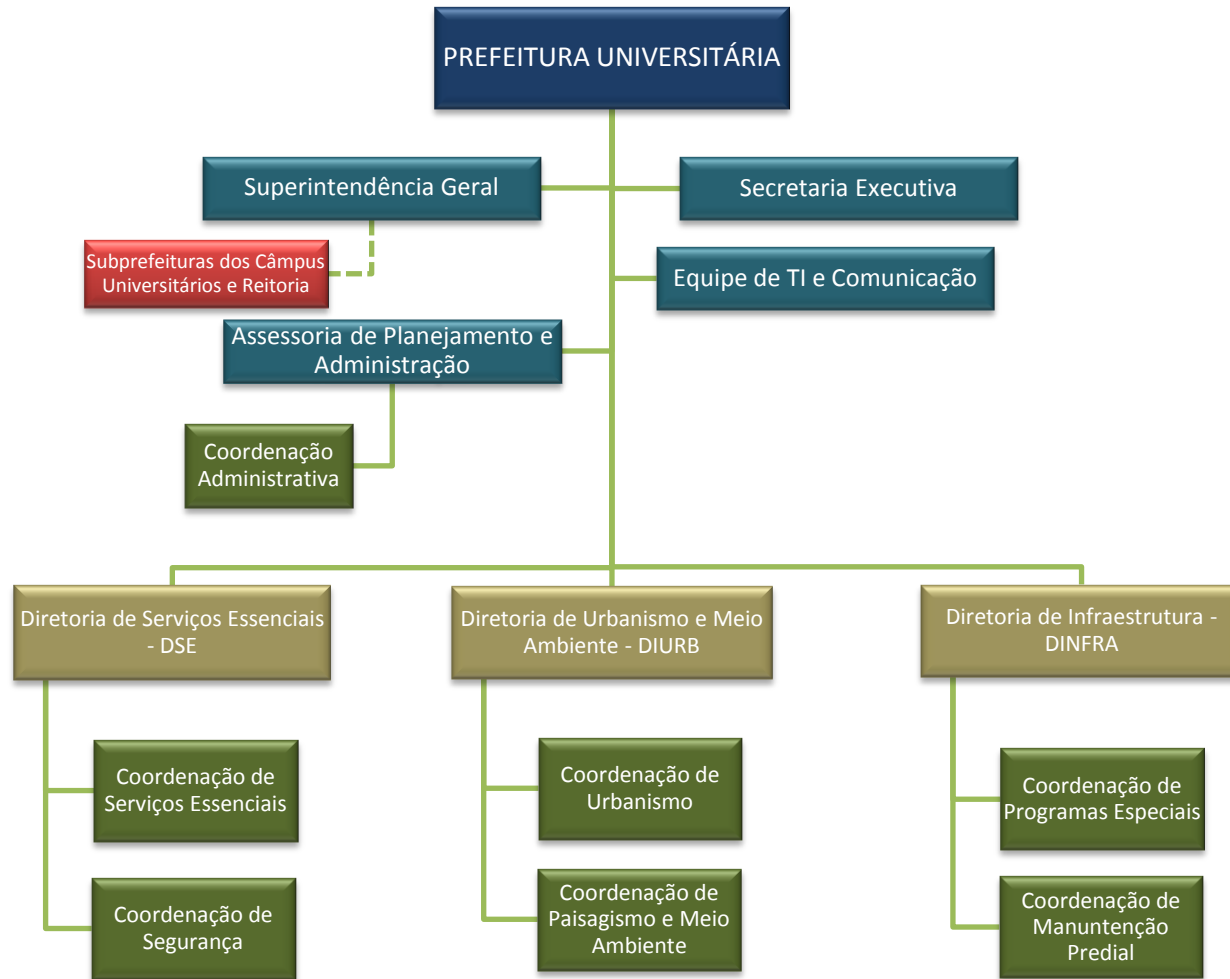 PREFEITURA UNIVERSITÁRIA
Superintendência Geral
Secretaria Executiva
Subprefeituras dos Câmpus
Universitários e Reitoria
Equipe de TI e Comunicação
Assessoria de Planejamento e
Administração
Coordenação
Administrativa
Diretoria de Serviços Essenciais
- DSE
Diretoria de Urbanismo e Meio
Ambiente - DIURB
Diretoria de Infraestrutura -
DINFRA
Coordenação de
Serviços Essenciais
Coordenação de
Urbanismo
Coordenação de
Programas Especiais
Coordenação de
Segurança
Coordenação de
Paisagismo e Meio
Ambiente
Coordenação de
Manuntenção
Predial